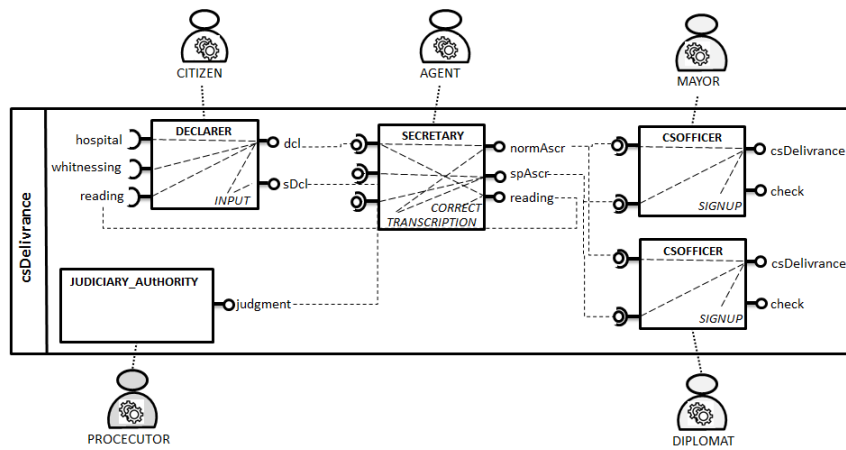 CITIZEN
AGENT
MAYOR
csDelivrance
hospital
whitnessing
reading
DECLARER
INPUT
dcl
sDcl
SECRETARY
CORRECT
TRANSCRIPTION
normAscr
spAscr
reading
CSOFFICER
SIGNUP
csDelivrance
check
JUDICIARY_AUtHORITY
judgment
CSOFFICER
SIGNUP
csDelivrance
check
PROCECUTOR
DIPLOMAT